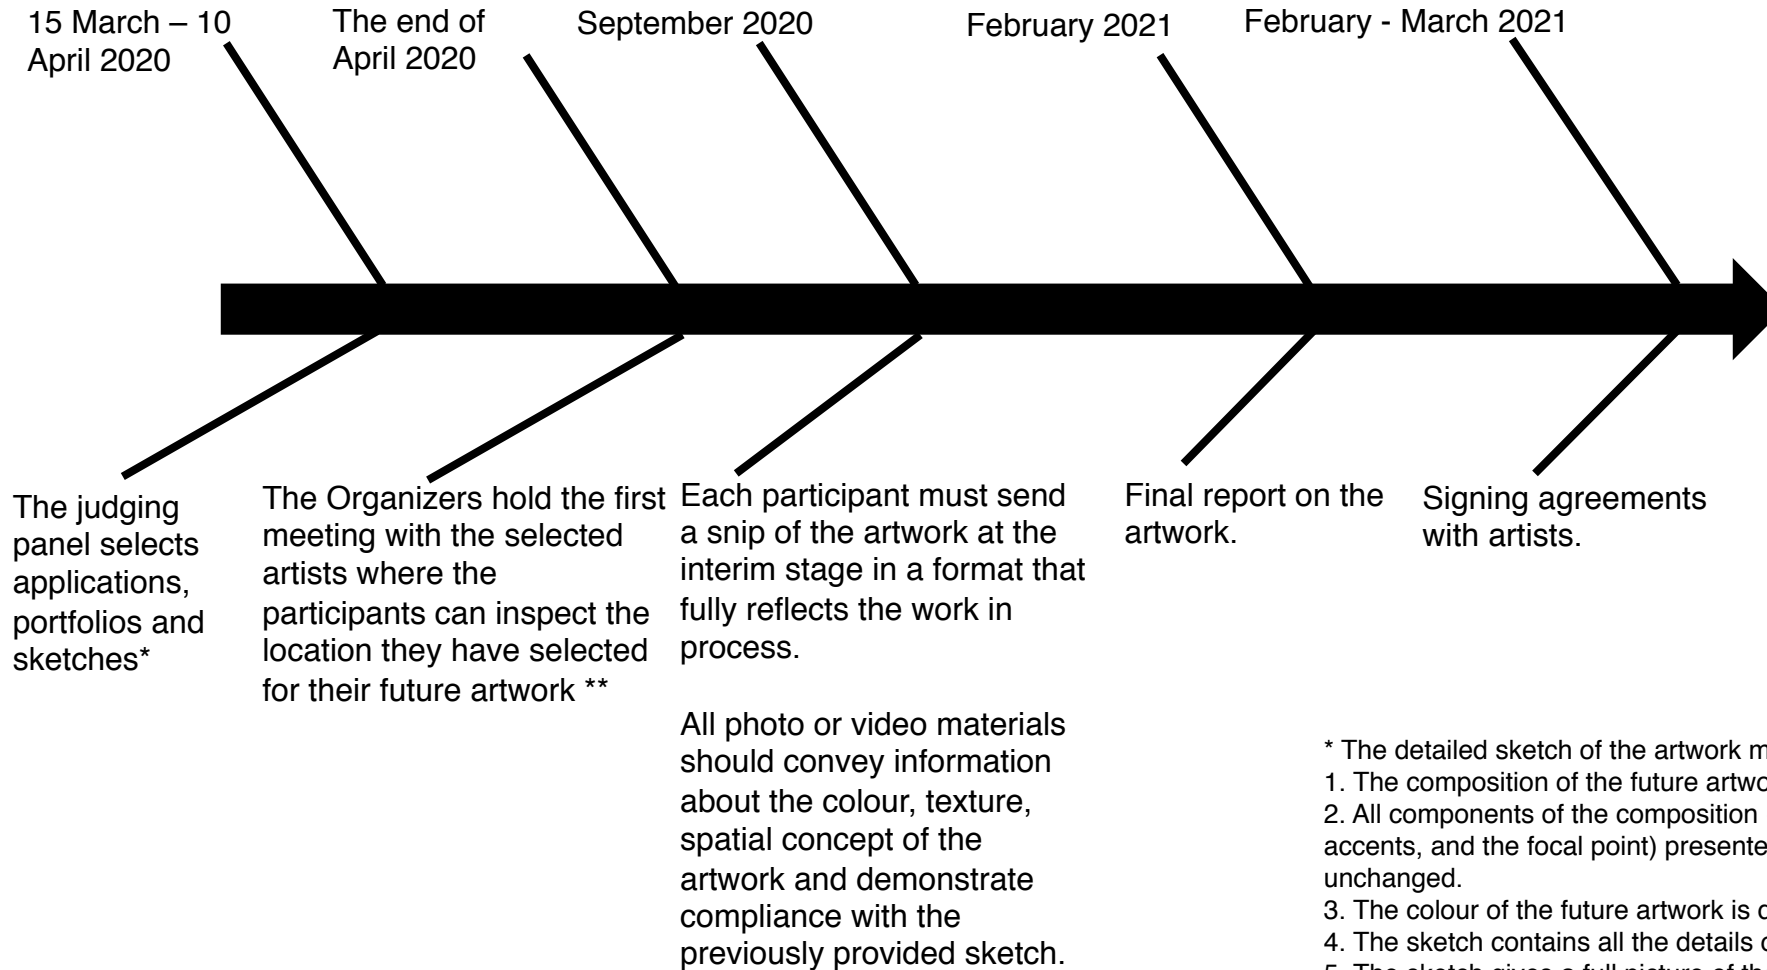 15 March – 10
April 2020
The end of
April 2020
September 2020
February 2021
February - March 2021
The judging
panel selects
applications,
portfolios and
sketches*
The Organizers hold the first
meeting with the selected
artists where the
participants can inspect the
location they have selected
for their future artwork **
Each participant must send
a snip of the artwork at the
interim stage in a format that
fully reflects the work in
process.
All photo or video materials
should convey information
about the colour, texture,
spatial concept of the
artwork and demonstrate
compliance with the
previously provided sketch.
Final report on the
artwork.
Signing agreements
with artists.
* The detailed sketch of the artwork
1. The composition of the future
2. All components of the composition
accents, and the focal point)
unchanged.
3. The colour of the future artwork is
4. The sketch contains all the details
5. The sketch gives a full picture of